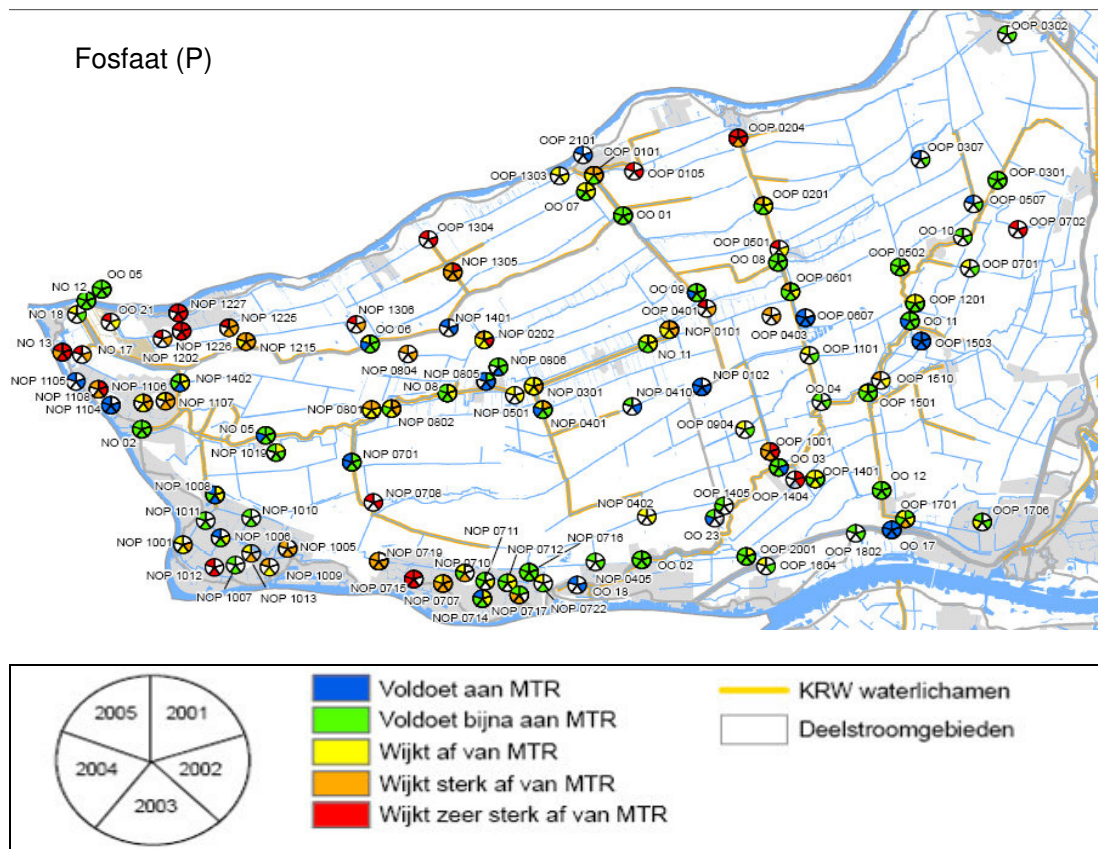 Fosfaat (P)
OOP 0302
OOP 2101
OOP 0101
OOP 0204
OOP 1303
OOP 0105
OOP 0307
OOP 0301
OO 07
OO 01
OOP 0201
OOP 0507
OOP 1304
OOP 0501
OO 10
OOP 0702
NOP 1305
OO 08
OOP 0502
OOP 0701
OO 05
NO 12
NO 18
OO 21
NOP 1227
NOP 1225
NOP 1306
OO 06
NOP 1401
OO 09
OOP 0401
OOP 0601
OOP 1201
NO 13
NO 17
NOP 1202
NOP 1226
NOP 1215
NOP 0202
NOP 0101
OOP 0403
OOP 0607
OO 11
OOP 1503
NOP 0804
NOP 0806
NO 11
OOP 1101
NOP 1105
NOP 1106
NOP 1402
NOP 0805
NO 08
NOP 0301
NOP 0102
NOP 0410
OO 04
OOP 1510
NOP 1108
NOP 1104
NOP 1107
NOP 0801
NOP 0802
NOP 0501
NOP 0401
OOP 1501
NO 02
NO 05
NOP 1019
NOP 0701
OOP 0904
OOP 1001
OO 03
OOP 1401
NOP 1008
NOP 0708
OO 12
OOP 1405
OOP 1404
NOP 1011
NOP 1010
NOP 0402
OOP 1701
OOP 1706
NOP 1001
NOP 1006
NOP 1005
NOP 0719
NOP 0711
NOP 0712
NOP 0716
OO 23
OO 02
OOP 2001
OOP 1802
OO 17
NOP 1012
NOP 1007
NOP 1013
NOP 1009
NOP 0715
NOP 0710
NOP 0707
NOP 0714
NOP 0717
NOP 0722
NOP 0405
OO 18
OOP 1604
2005
2001
2004
2002
2003
Voldoet aan MTR
Voldoet bijna aan MTR
Wijkt af van MTR
Wijkt sterk af van MTR
Wijkt zeer sterk af van MTR
KRW waterlichamen
Deelstroomgebieden